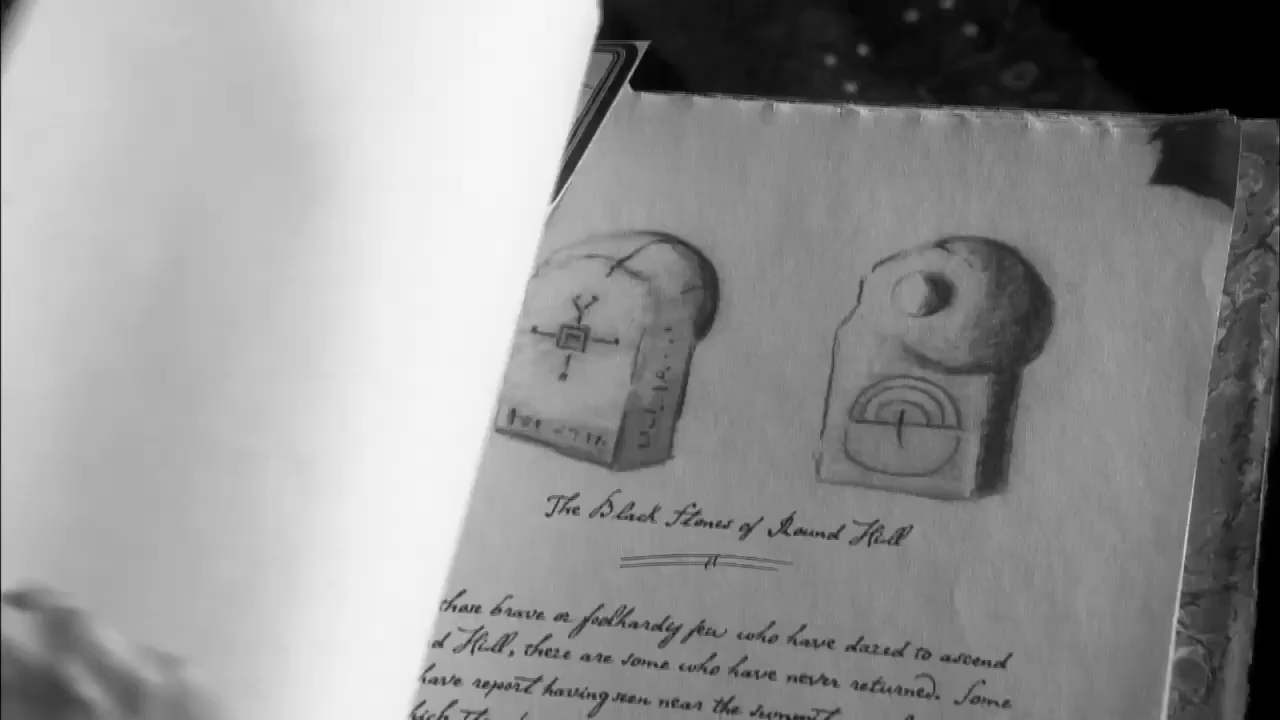 The Black Stones of Round Hill
those brave or foolhardy few who have dared to ascend
d Hill, there are some who have never returned. Some
have report having seen near the summit